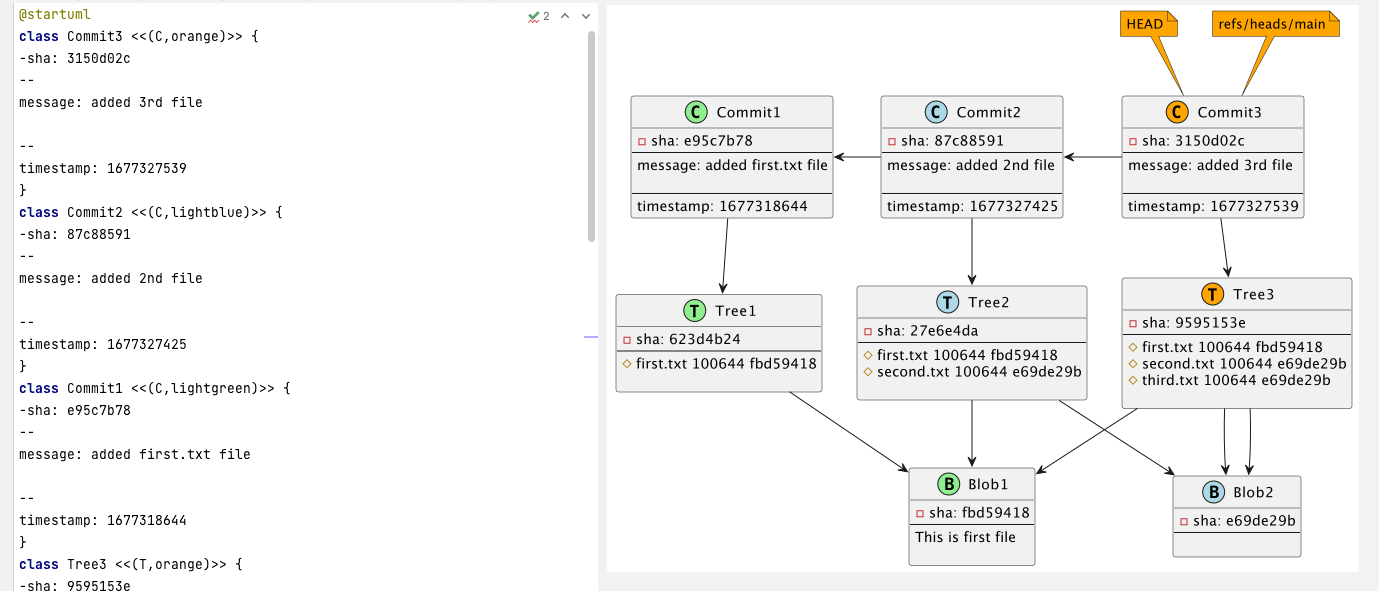 @startuml
2
class Commit3 <<(C,orange)>> {
-sha: 3150d02c
--
message: added 3rd file
--
timestamp: 1677327539
}
class Commit2 <<(C,lightblue)>> {
-sha: 87c88591
--
message: added 2nd file
--
timestamp: 1677327425
}
class Commit1 <<(C,lightgreen)>> {
-sha: e95c7b78
--
message: added first.txt file
--
timestamp: 1677318644
}
class Tree3 <<(T,orange)>> {
-sha: 9595153e
HEAD
refs/heads/main
C Commit1
sha: e95c7b78
message: added first.txt file
timestamp: 1677318644
C Commit2
sha: 87c88591
message: added 2nd file
timestamp: 1677327425
C Commit3
sha: 3150d02c
message: added 3rd file
timestamp: 1677327539
T Tree1
sha: 623d4b24
first.txt 100644 fbd59418
T Tree2
sha: 27e6e4da
first.txt 100644 fbd59418
second.txt 100644 e69de29b
T Tree3
sha: 9595153e
first.txt 100644 fbd59418
second.txt 100644 e69de29b
third.txt 100644 e69de29b
B Blob1
sha: fbd59418
This is first file
B Blob2
sha: e69de29b